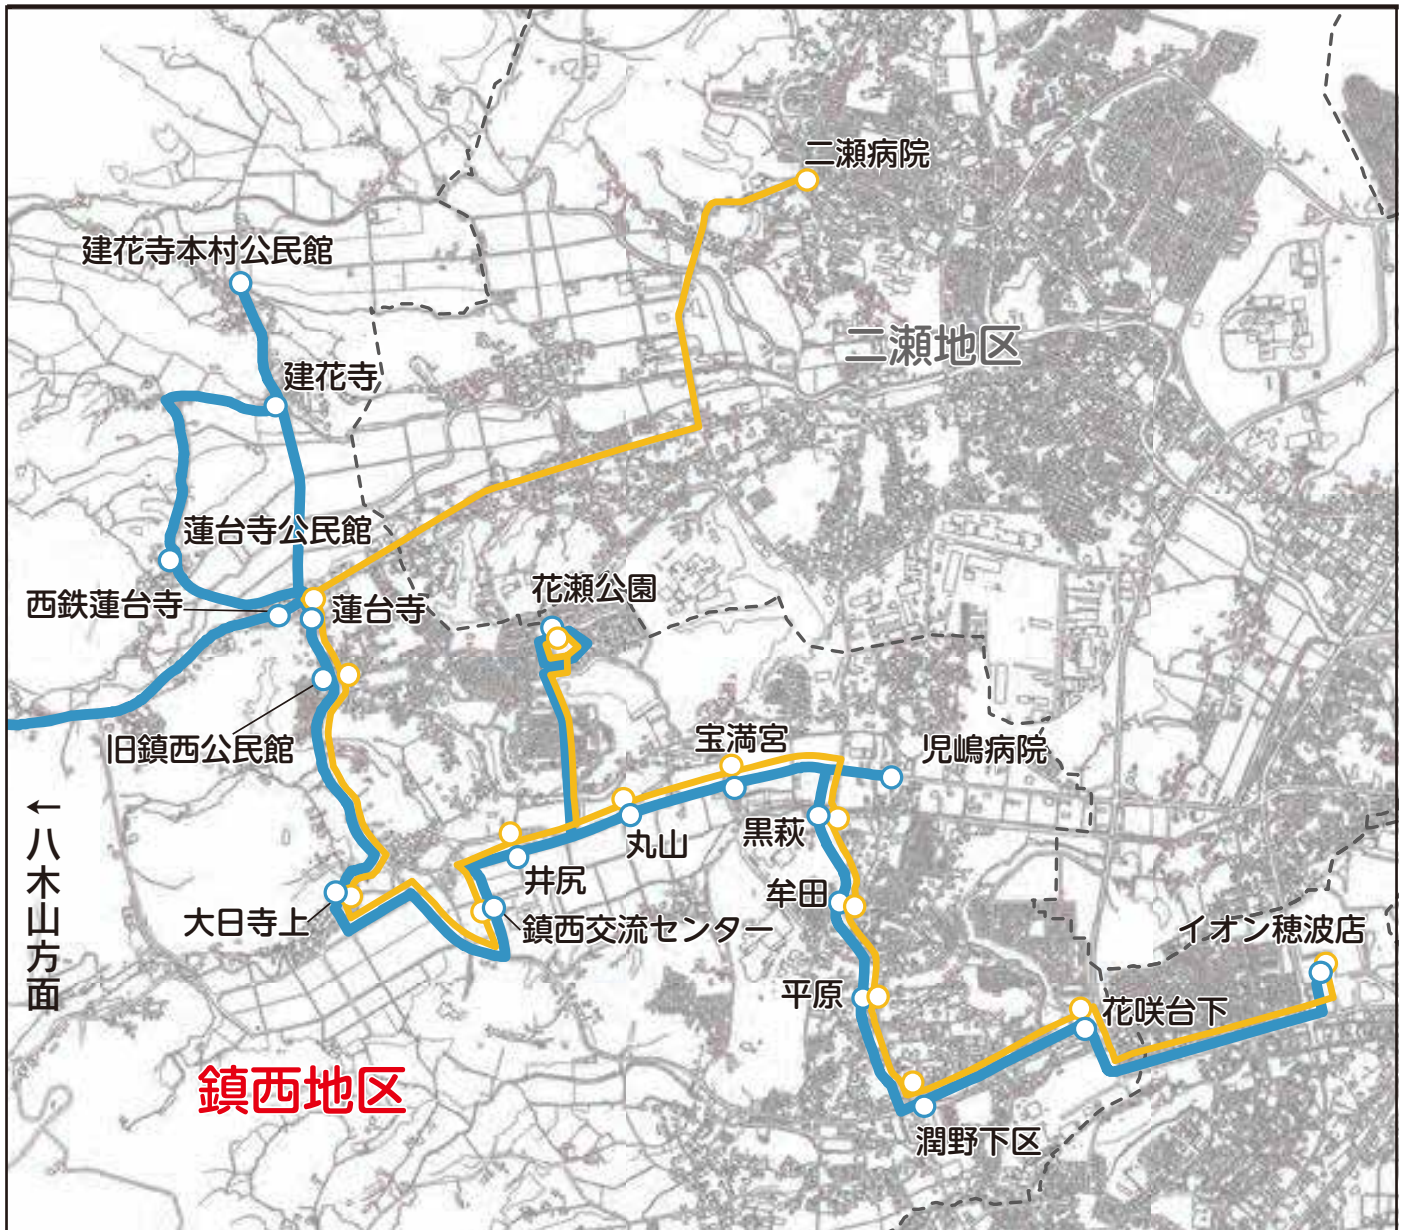 二瀬病院
建花寺本村公民館
二瀬地区
建花寺
蓮台寺公民館
西鉄蓮台寺
蓮台寺
花瀬公園
旧鎮西公民館
宝満宮
児嶋病院
←八木山方面
丸山
黒萩
井尻
牟田
大日寺上
鎮西交流センター
イオン穂波店
平原
花咲台下
鎮西地区
潤野下区